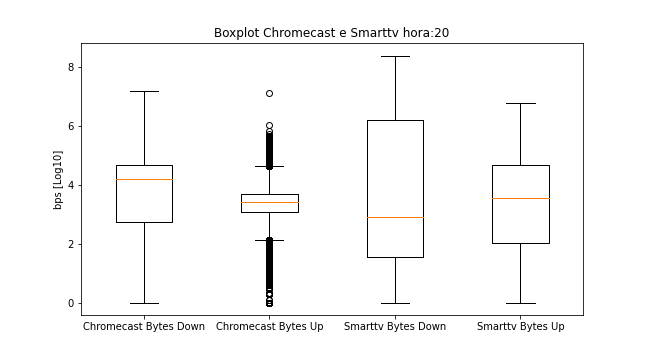 Boxplot Chromecast e Smarttv hora:20
bps [Log10]
8
6
4
2
0
Chromecast Bytes Down
Chromecast Bytes Up
Smarttv Bytes Down
Smarttv Bytes Up